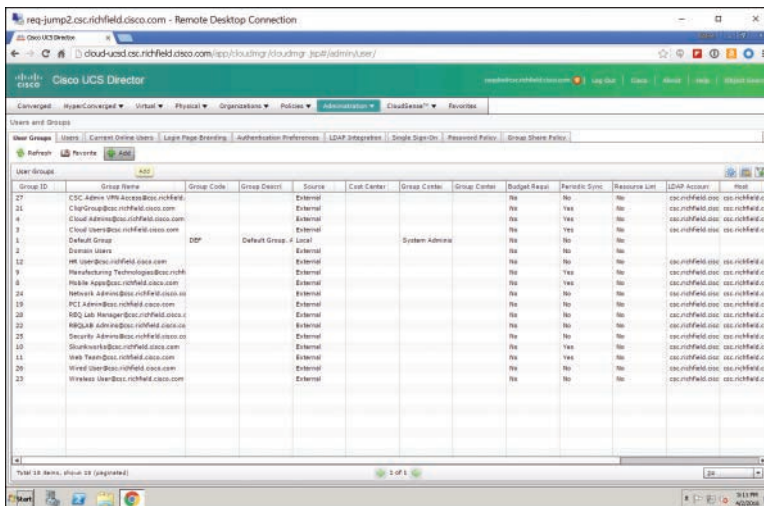 req-jump2.csc.richfield.cisco.com - Remote Desktop Connection
Cisco UCS Director
cloud-ucsd.csc.richfield.cisco.com/app/cloudmgr/cloudmgr.jsp#/admin/user/
CISCO Cisco UCS Director Log Out Cisco About Help
Converged HyperConverged Virtual Physical Organizations Policies Administration CloudSense™ Favorites
Users and Groups
User Groups Users Current Online Users Login Page Branding Authentication Preferences LDAP Integration Single Sign-On Password Policy Group Share Policy
Refresh Favorite Add
User Groups Add
Group ID Group Name Group Code Group Descri Source Cost Center Group Contac Group Contac Budget Requi Periodic Sync Resource Limi LDAP Account Host
27 CSC Admin VPN Access@csc.richfield. External No No No csc.richfield.cisc csc.richfield.c
21 External No Yes No csc.richfield.cisc csc.richfield.c
4 Cloud Admins@csc.richfield.cisco.com External No Yes No csc.richfield.cisc csc.richfield.c
3 Cloud Users@csc.richfield.cisco.com External No Yes No csc.richfield.cisc csc.richfield.c
1 Default Group DEF Default Group. A Local System Adminis No No No
2 Domain Users External No No No
12 HR User@csc.richfield.cisco.com External No No No csc.richfield.cisc csc.richfield.c
9 Manufacturing Technologies@csc.richfi External No Yes No csc.richfield.cisc csc.richfield.c
8 Mobile Apps@csc.richfield.cisco.com External No Yes No csc.richfield.cisc csc.richfield.c
24 Network Admins@csc.richfield.cisco.co External No No No csc.richfield.cisc csc.richfield.c
19 PCI Admin@csc.richfield.cisco.com External No No No csc.richfield.cisc csc.richfield.c
20 REQ Lab Manager@csc.richfield.cisco.c External No No No csc.richfield.cisc csc.richfield.c
22 REQLAB Admins@csc.richfield.cisco.co External No No No csc.richfield.cisc csc.richfield.c
25 Security Admins@csc.richfield.cisco.co External No No No csc.richfield.cisc csc.richfield.c
10 Skunkworks@csc.richfield.cisco.com External No Yes No csc.richfield.cisc csc.richfield.c
11 Web Team@csc.richfield.cisco.com External No Yes No csc.richfield.cisc csc.richfield.c
26 Wired User@csc.richfield.cisco.com External No No No csc.richfield.cisc csc.richfield.c
23 Wireless User@csc.richfield.cisco.com External No No No csc.richfield.cisc csc.richfield.c
Total 18 items, shown 18 (paginated) 1 of 1
Start 9:11 PM